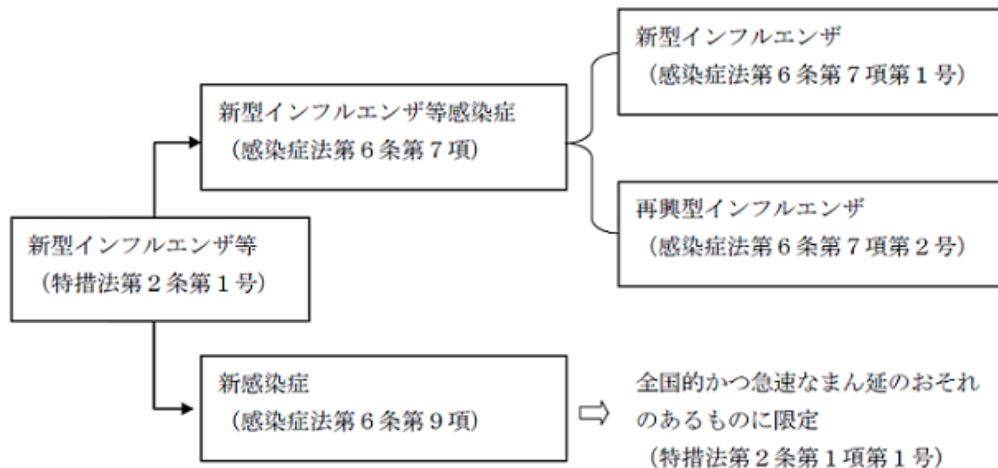 新型インフルエンザ等
（特措法第２条第１号）
新型インフルエンザ等感染症
（感染症法第６条第７項）
新型インフルエンザ
（感染症法第６条第７項第１号）
再興型インフルエンザ
（感染症法第６条第７項第２号）
新感染症
（感染症法第６条第９項）
全国的かつ急速なまん延のおそれ
のあるものに限定
（特措法第２条第１項第１号）